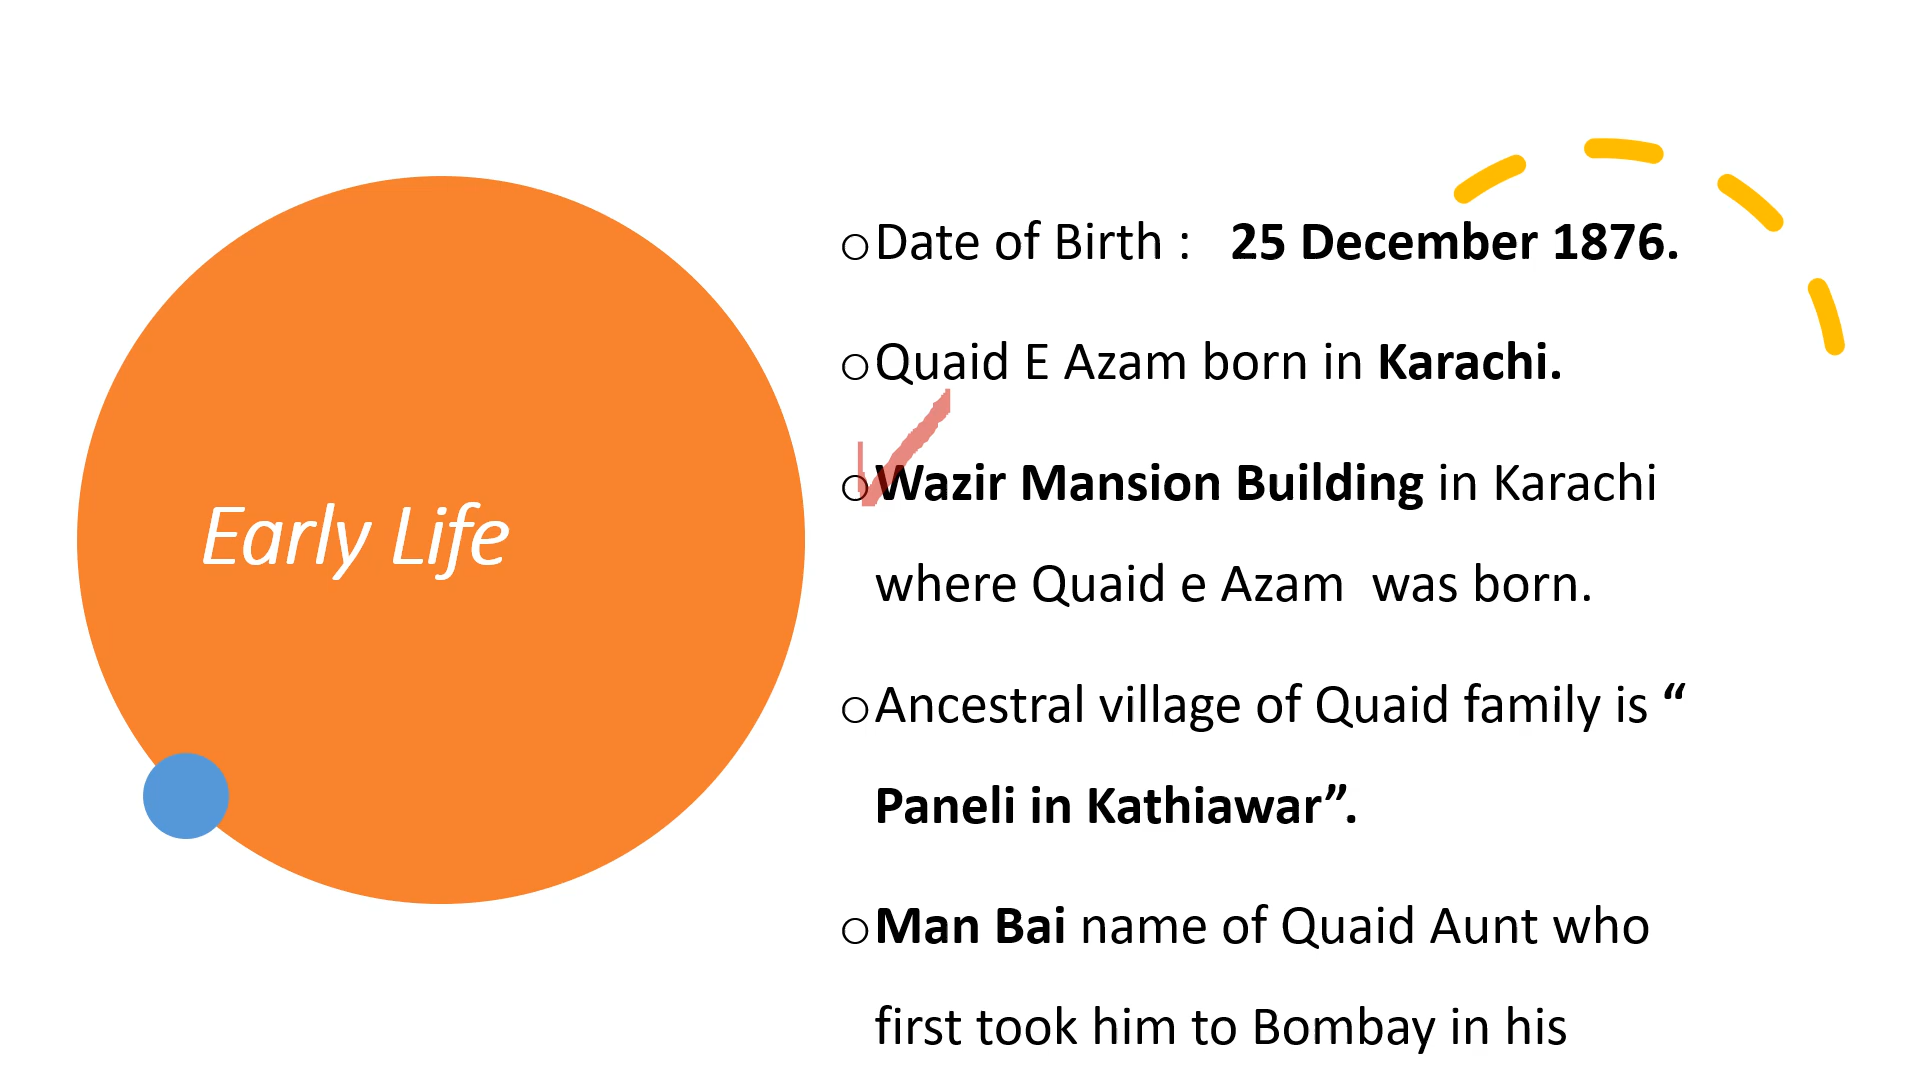 Early Life
Date of Birth :   25 December 1876.
Quaid E Azam born in Karachi.
Wazir Mansion Building in Karachi
where Quaid e Azam  was born.
Ancestral village of Quaid family is “
Paneli in Kathiawar”.
Man Bai name of Quaid Aunt who
first took him to Bombay in his